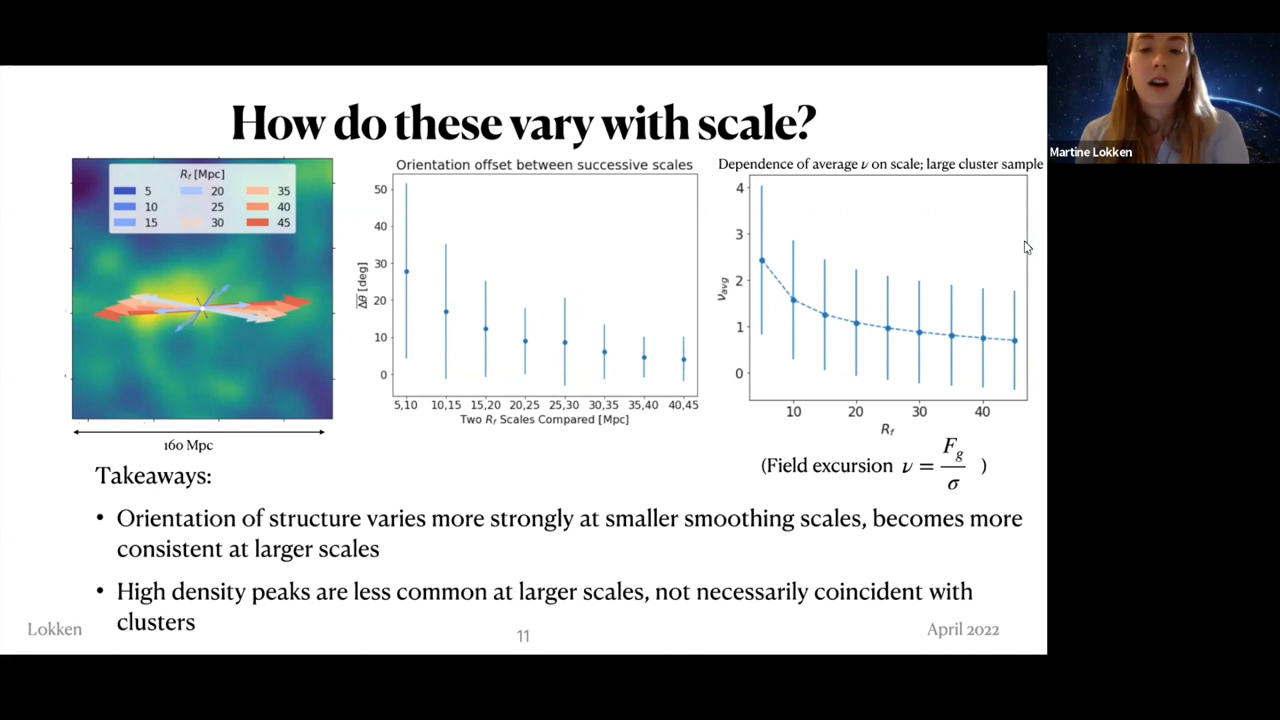 Martine Lokken
How do these vary with scale?
R_f [Mpc]
5 20 35
10 25 40
15 30 45
160 Mpc
Orientation offset between successive scales
Δθ [deg]
50
40
30
20
10
0
5,10 10,15 15,20 20,25 25,30 30,35 35,40 40,45
Two R_f Scales Compared [Mpc]
Dependence of average ν on scale; large cluster sample
ν_avg
4
3
2
1
0
10 20 30 40
R_f
(Field excursion ν = F_g / σ )
Takeaways:
• Orientation of structure varies more strongly at smaller smoothing scales, becomes more
consistent at larger scales
• High density peaks are less common at larger scales, not necessarily coincident with
clusters
Lokken
11
April 2022